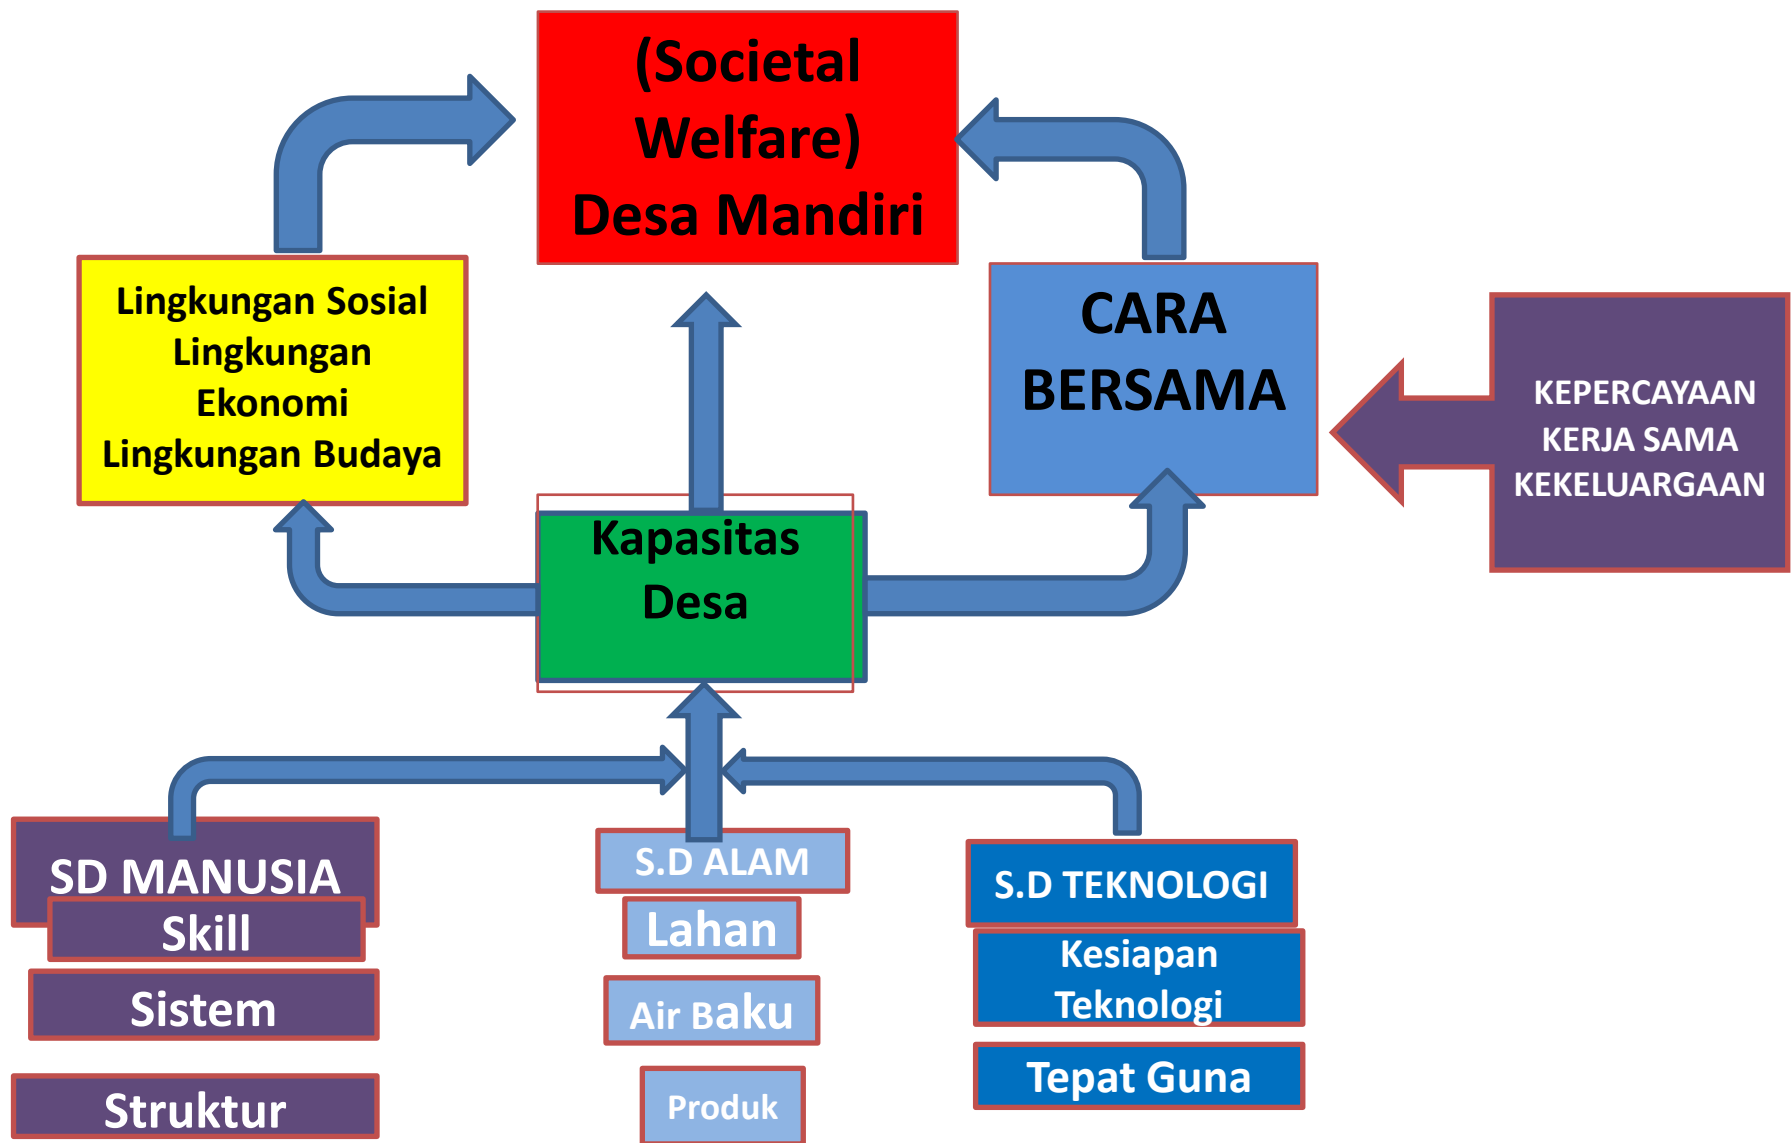 (Societal
Welfare)
Desa Mandiri
Lingkungan Sosial
Lingkungan
Ekonomi
Lingkungan Budaya
CARA
BERSAMA
KEPERCAYAAN
KERJA SAMA
KEKELUARGAAN
Kapasitas
Desa
SD MANUSIA
Skill
Sistem
Struktur
S.D ALAM
Lahan
Air Baku
Produk
S.D TEKNOLOGI
Kesiapan
Teknologi
Tepat Guna